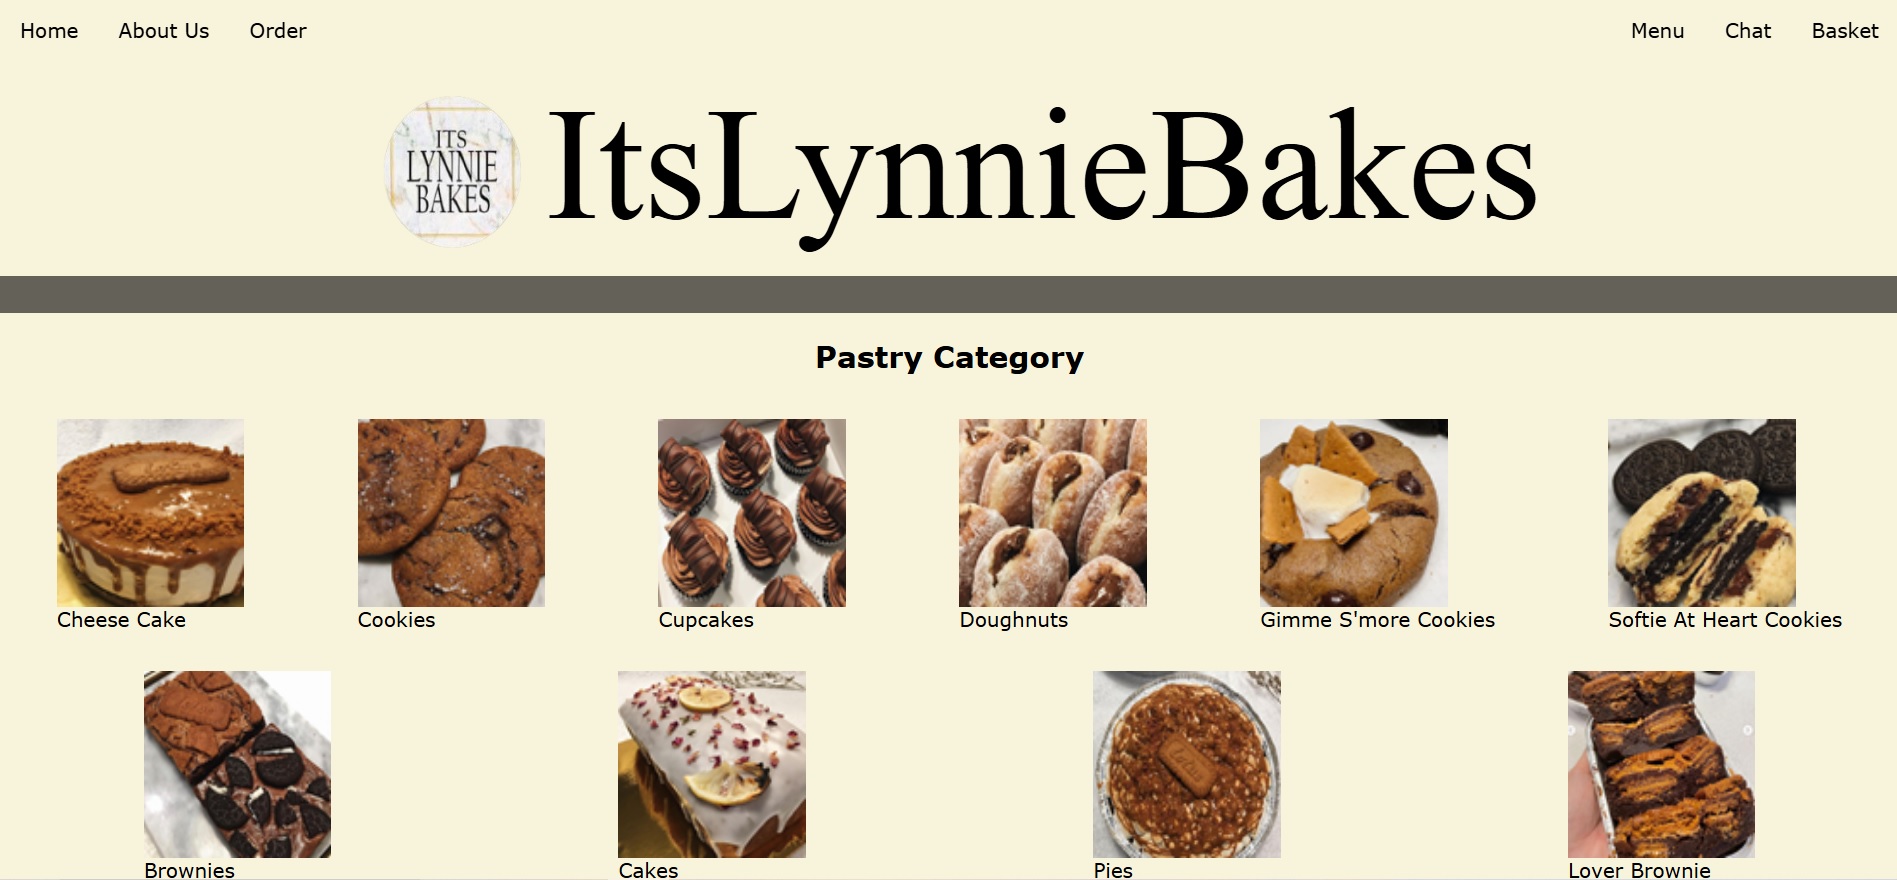 Home About Us Order Menu Chat Basket
ITS
LYNNIE
BAKES
ItsLynnieBakes
Pastry Category
Cheese Cake Cookies Cupcakes Doughnuts Gimme S'more Cookies Softie At Heart Cookies
Brownies Cakes Pies Lover Brownie